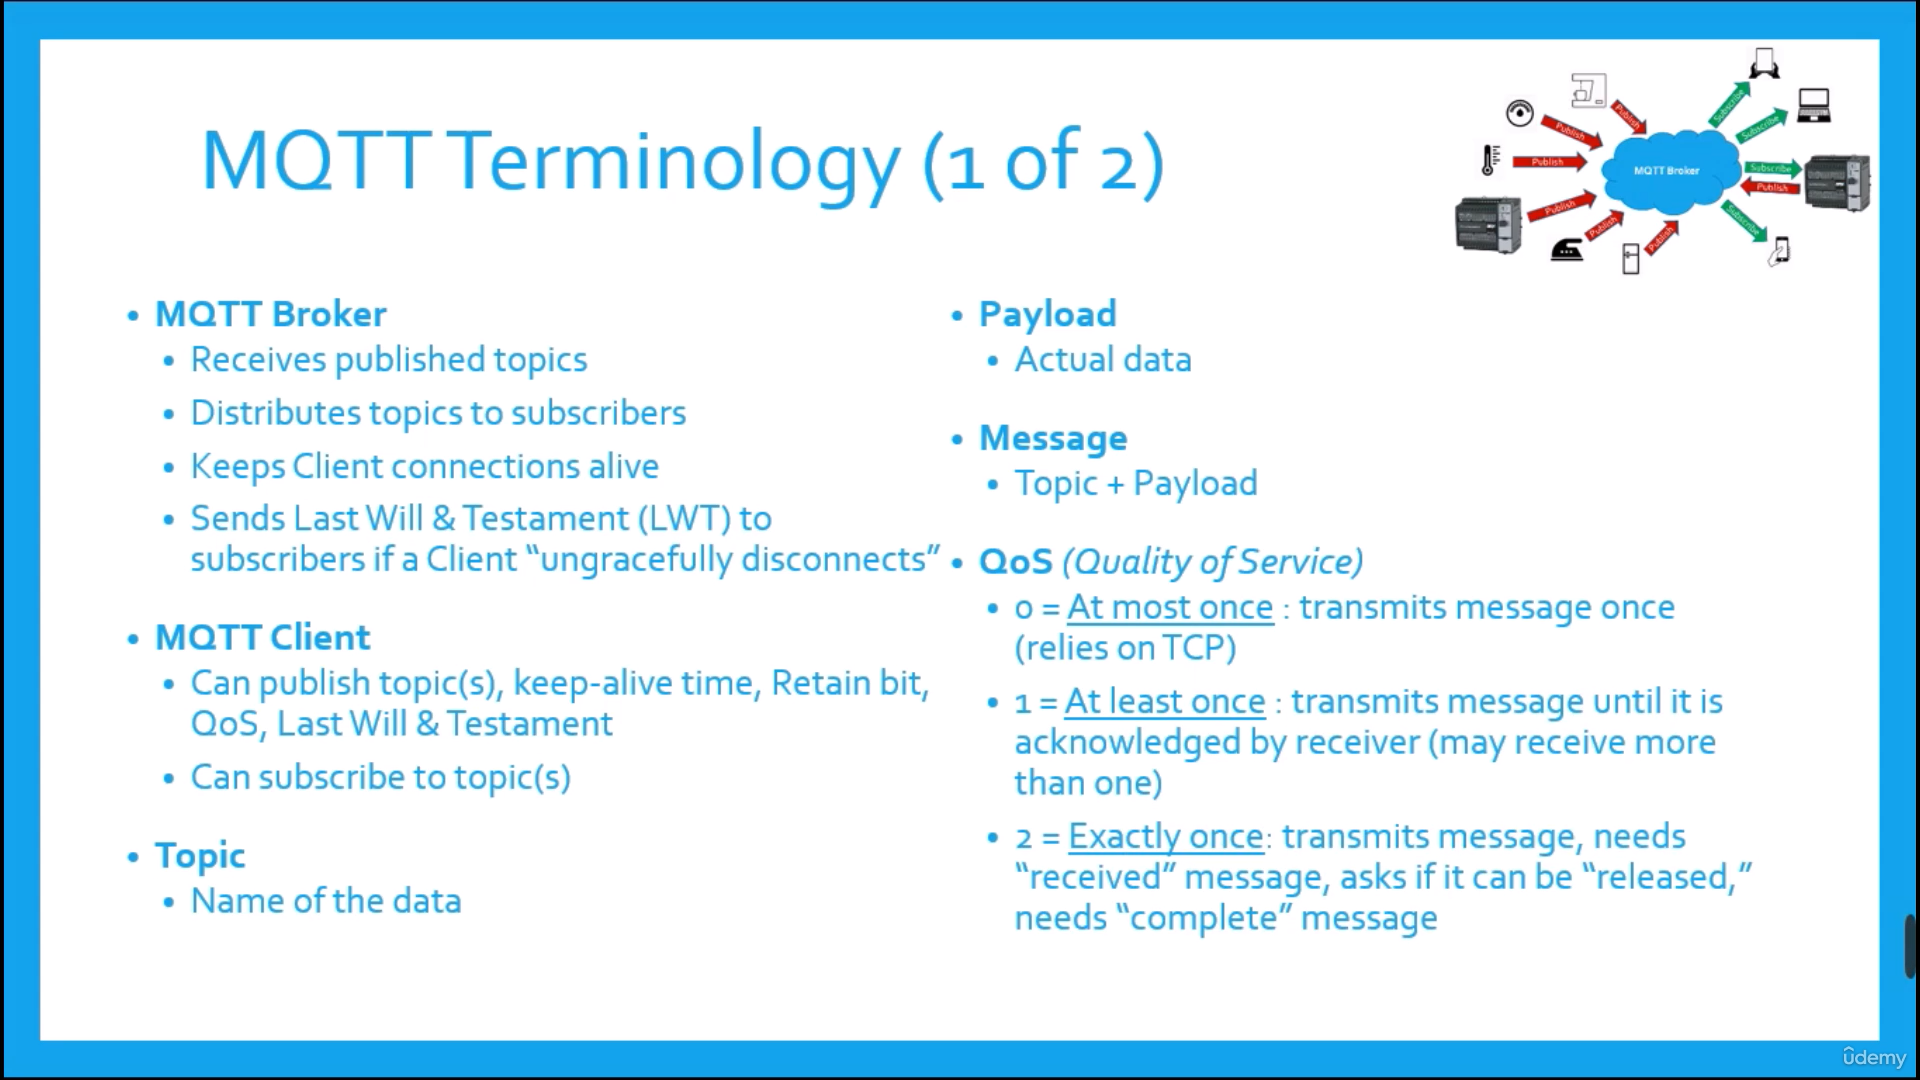 MQTT Terminology (1 of 2)
Publish
Publish
Publish
Publish
Publish
Publish
MQTT Broker
Subscribe
Subscribe
Subscribe
Publish
Subscribe
• MQTT Broker
• Receives published topics
• Distributes topics to subscribers
• Keeps Client connections alive
• Sends Last Will & Testament (LWT) to
subscribers if a Client “ungracefully disconnects”
• MQTT Client
• Can publish topic(s), keep-alive time, Retain bit,
QoS, Last Will & Testament
• Can subscribe to topic(s)
• Topic
• Name of the data
• Payload
• Actual data
• Message
• Topic + Payload
• QoS (Quality of Service)
• 0 = At most once : transmits message once
(relies on TCP)
• 1 = At least once : transmits message until it is
acknowledged by receiver (may receive more
than one)
• 2 = Exactly once: transmits message, needs
“received” message, asks if it can be “released,”
needs “complete” message
ûdemy